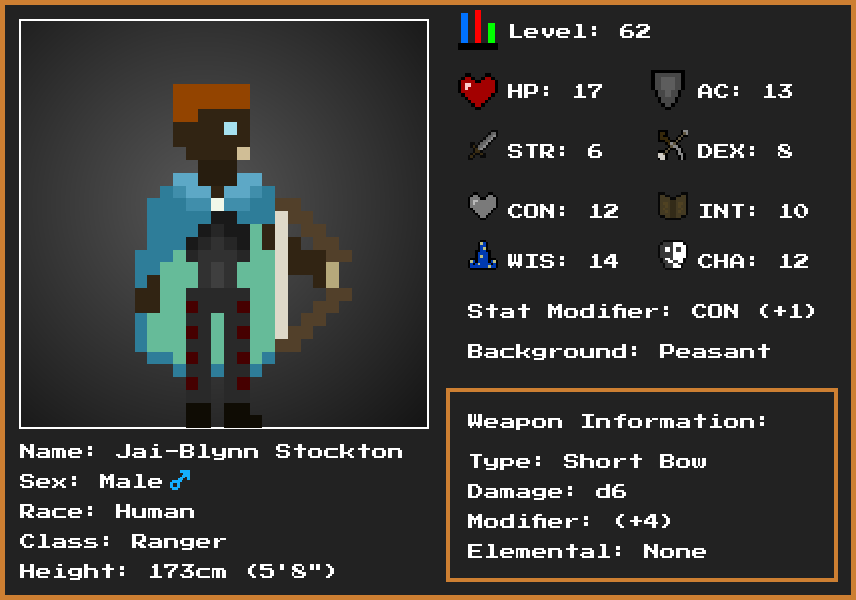 Level: 62
HP: 17 AC: 13
STR: 6 DEX: 8
CON: 12 INT: 10
WIS: 14 CHA: 12
Stat Modifier: CON (+1)
Background: Peasant
Weapon Information:
Type: Short Bow
Damage: d6
Modifier: (+4)
Elemental: None
Name: Jai-Blynn Stockton
Sex: Male ♂
Race: Human
Class: Ranger
Height: 173cm (5'8")